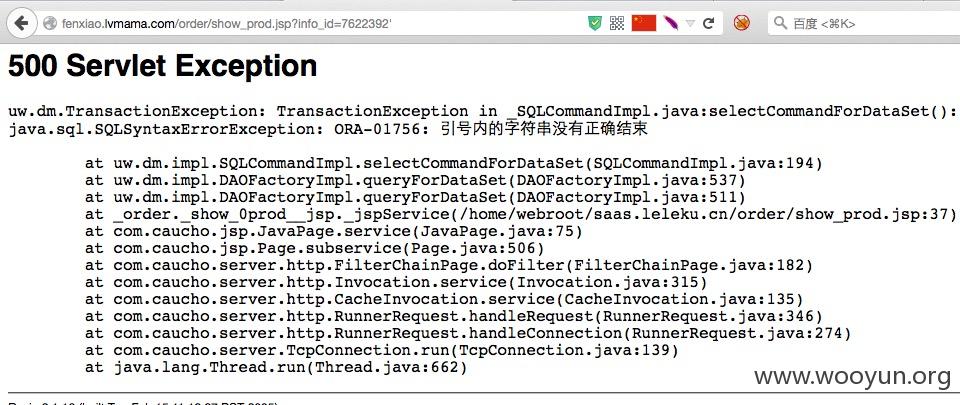 fenxiao.lvmama.com/order/show_prod.jsp?info_id=7622392'
百度 <⌘K>
500 Servlet Exception
uw.dm.TransactionException: TransactionException in _SQLCommandImpl.java:selectCommandForDataSet():
java.sql.SQLSyntaxErrorException: ORA-01756: 引号内的字符串没有正确结束
at uw.dm.impl.SQLCommandImpl.selectCommandForDataSet(SQLCommandImpl.java:194)
at uw.dm.impl.DAOFactoryImpl.queryForDataSet(DAOFactoryImpl.java:537)
at uw.dm.impl.DAOFactoryImpl.queryForDataSet(DAOFactoryImpl.java:511)
at _order._show_0prod__jsp._jspService(/home/webroot/saas.leleku.cn/order/show_prod.jsp:37)
at com.caucho.jsp.JavaPage.service(JavaPage.java:75)
at com.caucho.jsp.Page.subservice(Page.java:506)
at com.caucho.server.http.FilterChainPage.doFilter(FilterChainPage.java:182)
at com.caucho.server.http.Invocation.service(Invocation.java:315)
at com.caucho.server.http.CacheInvocation.service(CacheInvocation.java:135)
at com.caucho.server.http.RunnerRequest.handleRequest(RunnerRequest.java:346)
at com.caucho.server.http.RunnerRequest.handleConnection(RunnerRequest.java:274)
at com.caucho.server.TcpConnection.run(TcpConnection.java:139)
at java.lang.Thread.run(Thread.java:662)
www.wooyun.org